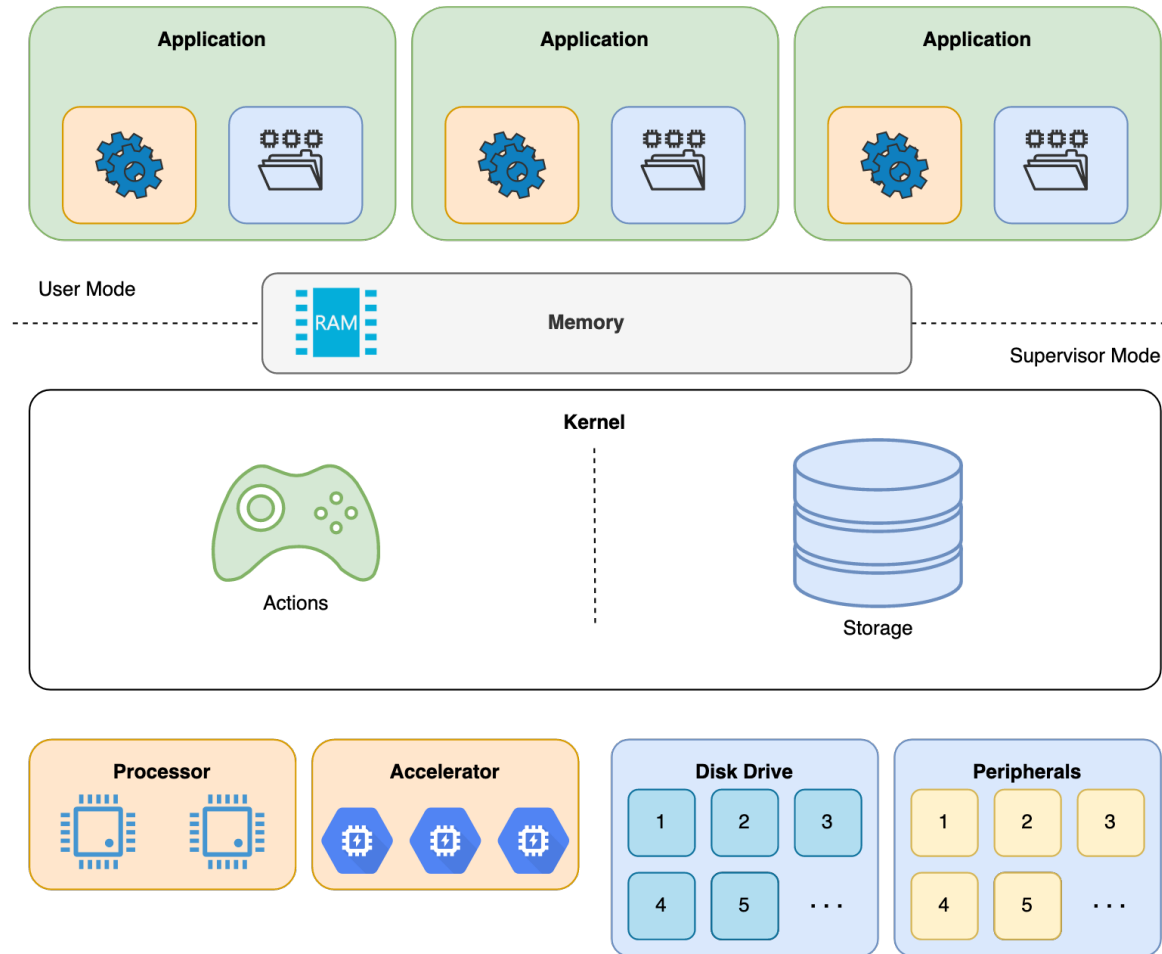 Application
Application
Application
User Mode
RAM
Memory
Supervisor Mode
Kernel
Actions
Storage
Processor
Accelerator
Disk Drive
1 2 3
4 5 ...
Peripherals
1 2 3
4 5 ...